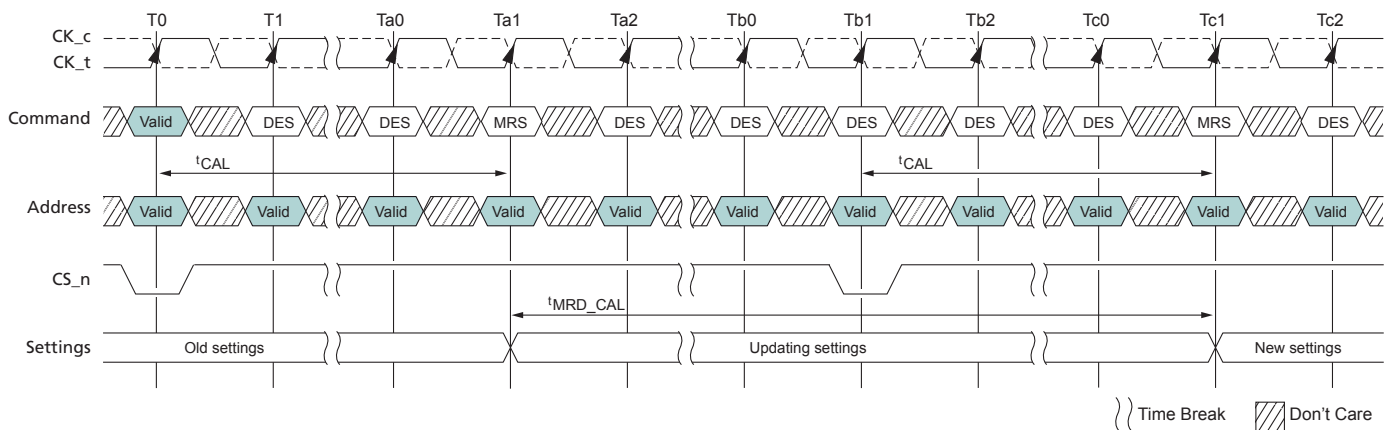 T0 T1 Ta0 Ta1 Ta2 Tb0 Tb1 Tb2 Tc0 Tc1 Tc2
CK_c
CK_t
Command Valid DES DES MRS DES DES DES DES DES MRS DES
tCAL tCAL
Address Valid Valid Valid Valid Valid Valid Valid Valid Valid Valid Valid
CS_n
tMRD_CAL
Settings Old settings Updating settings New settings
Time Break Don't Care